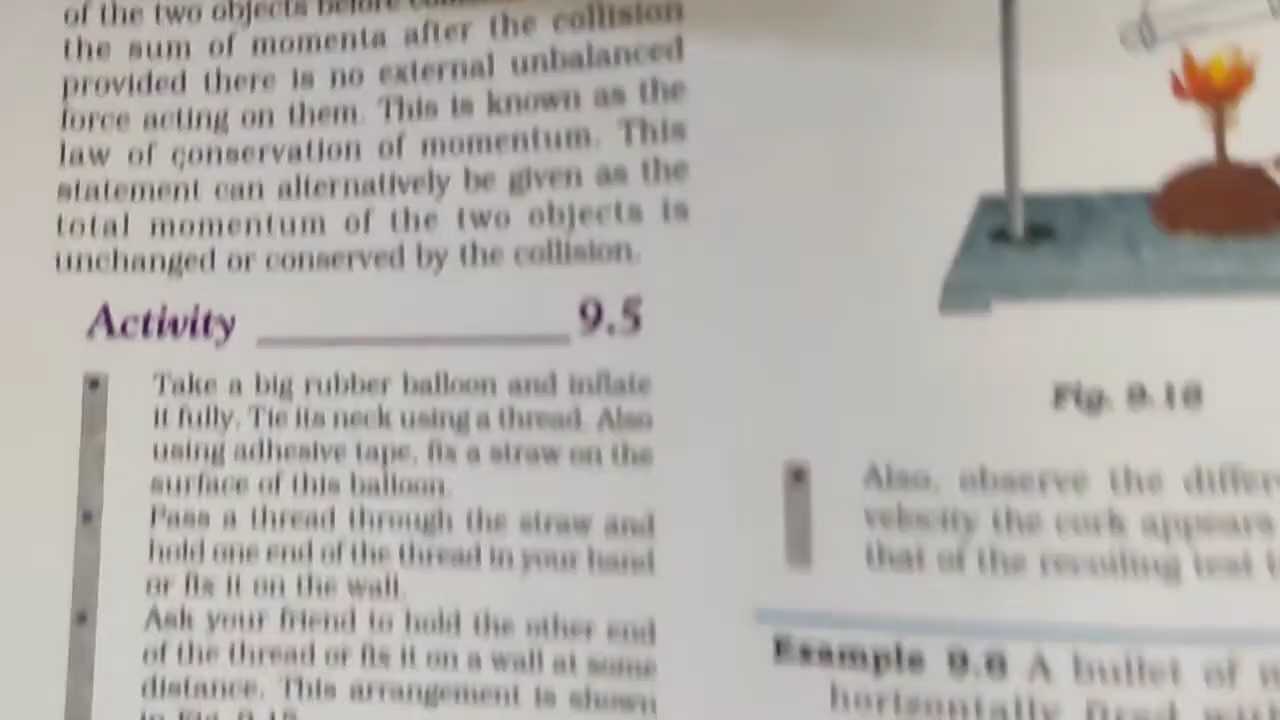 of the two objects before
the sum of momenta after the collision
provided there is no external unbalanced
force acting on them. This is known as the
law of conservation of momentum. This
statement can alternatively be given as the
total momentum of the two objects is
unchanged or conserved by the collision.
Activity 9.5
Take a big rubber balloon and inflate
it fully. Tie its neck using a thread. Also
using adhesive tape, fix a straw on the
surface of this balloon.
Pass a thread through the straw and
hold one end of the thread in your hand
or fix it on the wall.
Ask your friend to hold the other end
of the thread or fix it on a wall at some
distance. This arrangement is shown
in Fig.
Fig.
Also, observe the
velocity the cork appears
that of the recoiling test
Example A bullet of
horizontally fired